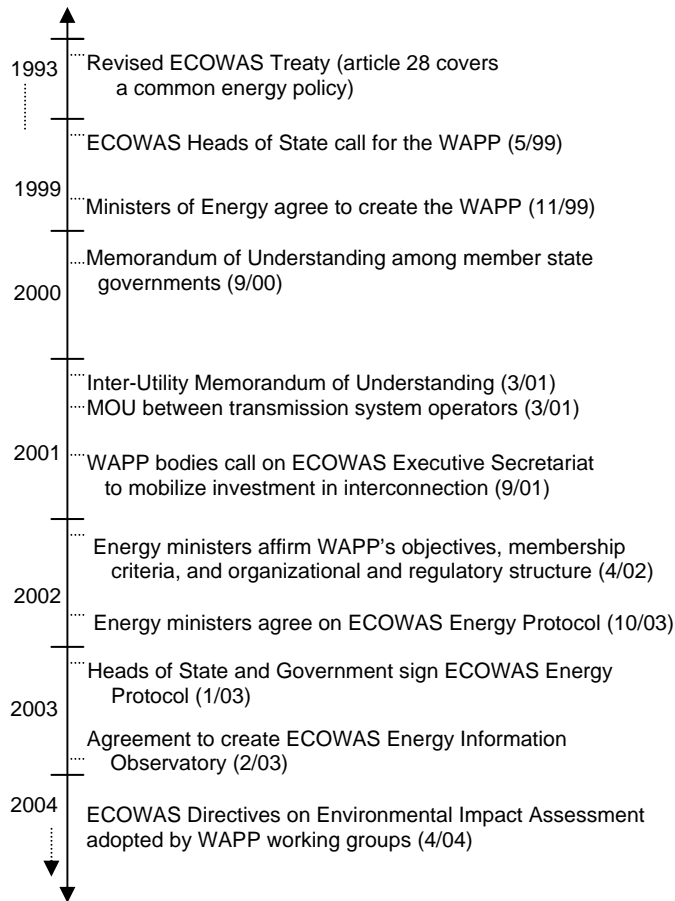 1993
Revised ECOWAS Treaty (article 28 covers
a common energy policy)
ECOWAS Heads of State call for the WAPP (5/99)
1999
Ministers of Energy agree to create the WAPP (11/99)
Memorandum of Understanding among member state
governments (9/00)
2000
Inter-Utility Memorandum of Understanding (3/01)
MOU between transmission system operators (3/01)
2001
WAPP bodies call on ECOWAS Executive Secretariat
to mobilize investment in interconnection (9/01)
Energy ministers affirm WAPP's objectives, membership
criteria, and organizational and regulatory structure (4/02)
2002
Energy ministers agree on ECOWAS Energy Protocol (10/03)
Heads of State and Government sign ECOWAS Energy
Protocol (1/03)
2003
Agreement to create ECOWAS Energy Information
Observatory (2/03)
2004
ECOWAS Directives on Environmental Impact Assessment
adopted by WAPP working groups (4/04)